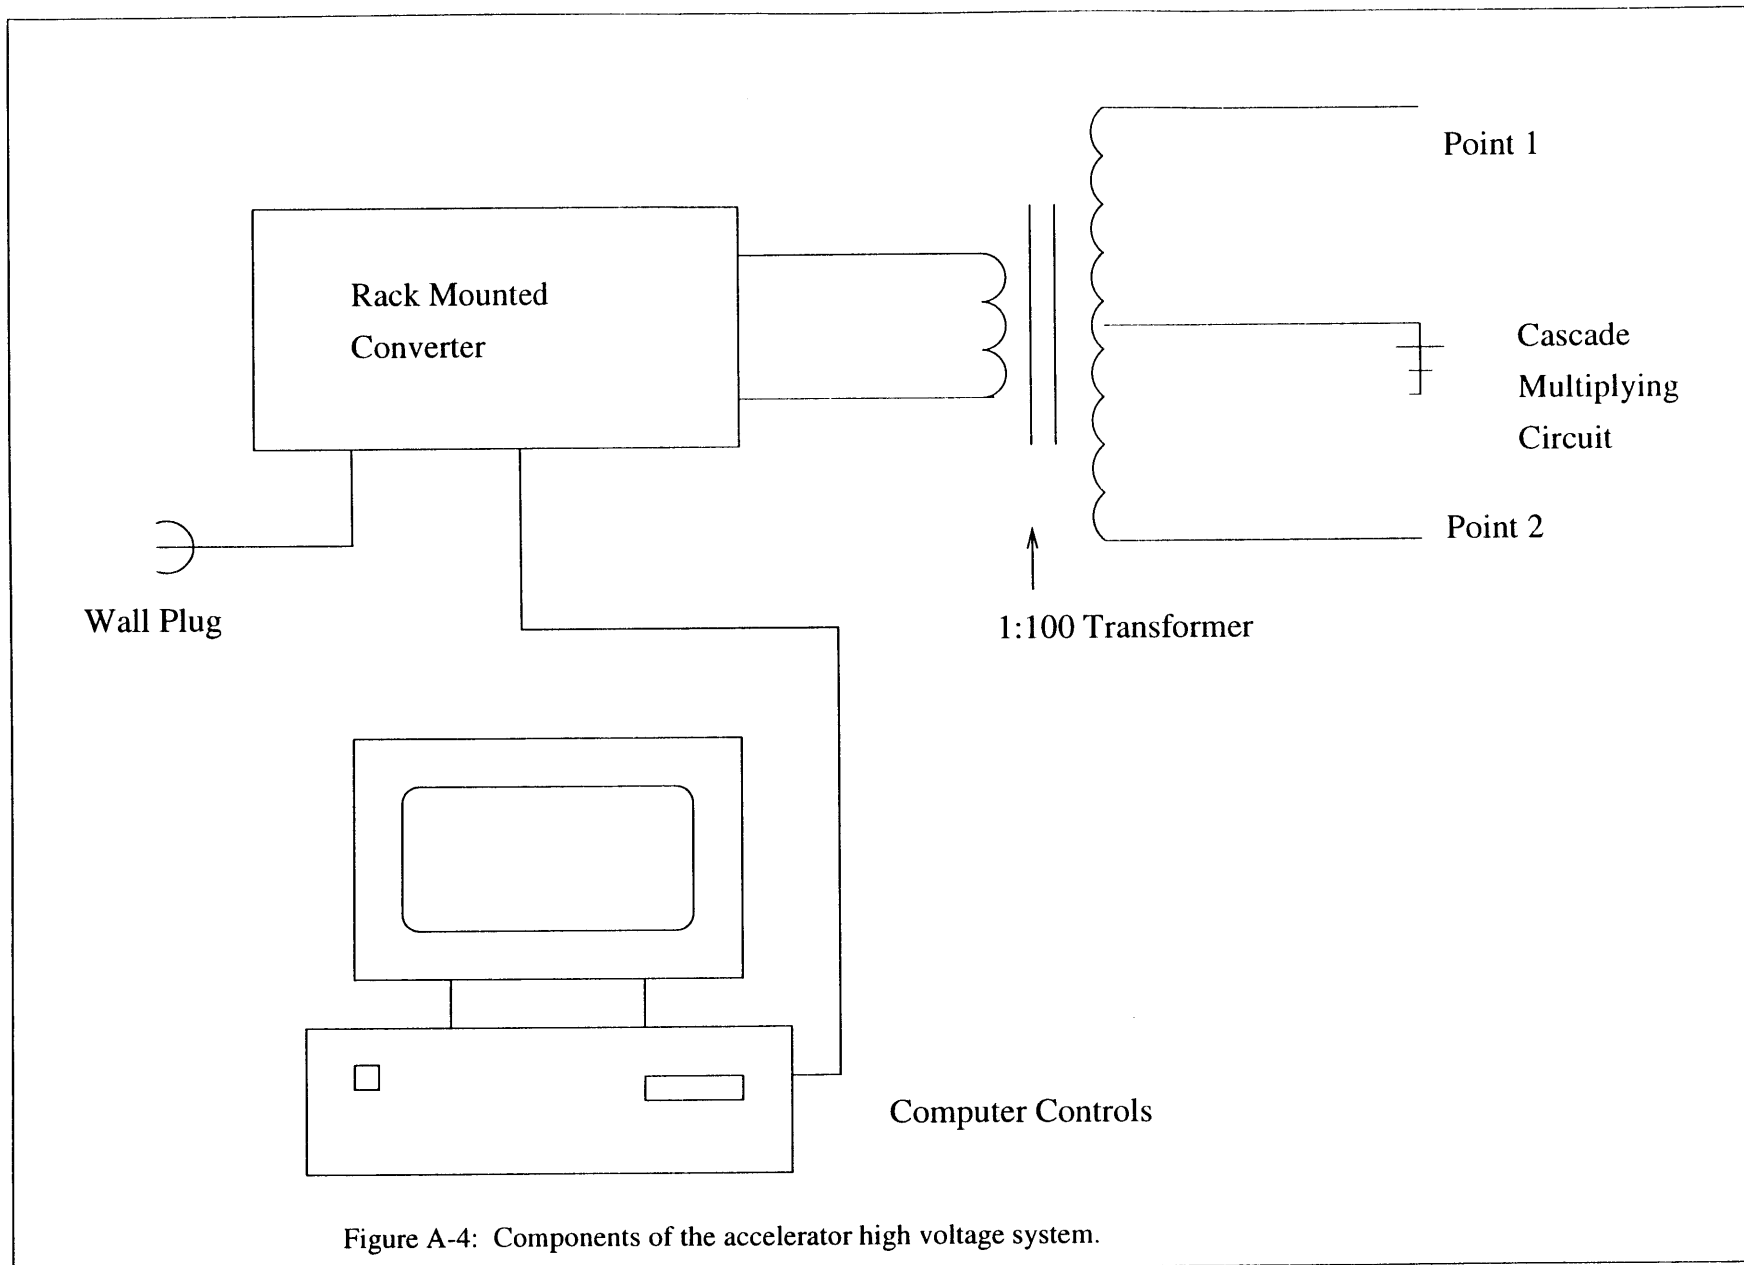 Point 1
Rack Mounted
Converter
Cascade
Multiplying
Circuit
Point 2
Wall Plug
1:100 Transformer
Computer Controls
Figure A-4: Components of the accelerator high voltage system.